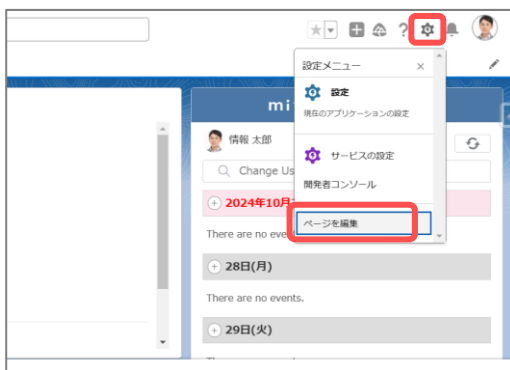 設定メニュー
設定
現在のアプリケーションの設定
mi
情報 太郎
サービスの設定
Change Us
開発者コンソール
2024年10月
ページを編集
There are no eve
28日(月)
There are no events.
29日(火)